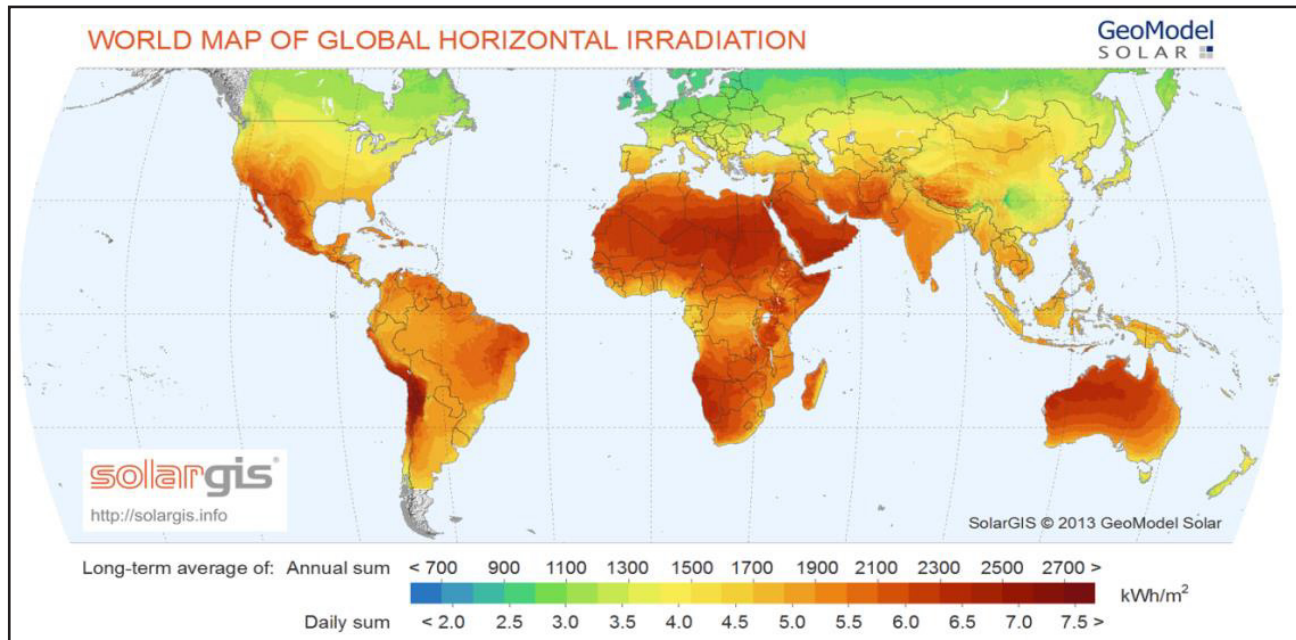 WORLD MAP OF GLOBAL HORIZONTAL IRRADIATION
GeoModel
SOLAR
solargis®
http://solargis.info
SolarGIS © 2013 GeoModel Solar
Long-term average of: Annual sum < 700 900 1100 1300 1500 1700 1900 2100 2300 2500 2700 >
kWh/m²
Daily sum < 2.0 2.5 3.0 3.5 4.0 4.5 5.0 5.5 6.0 6.5 7.0 7.5 >